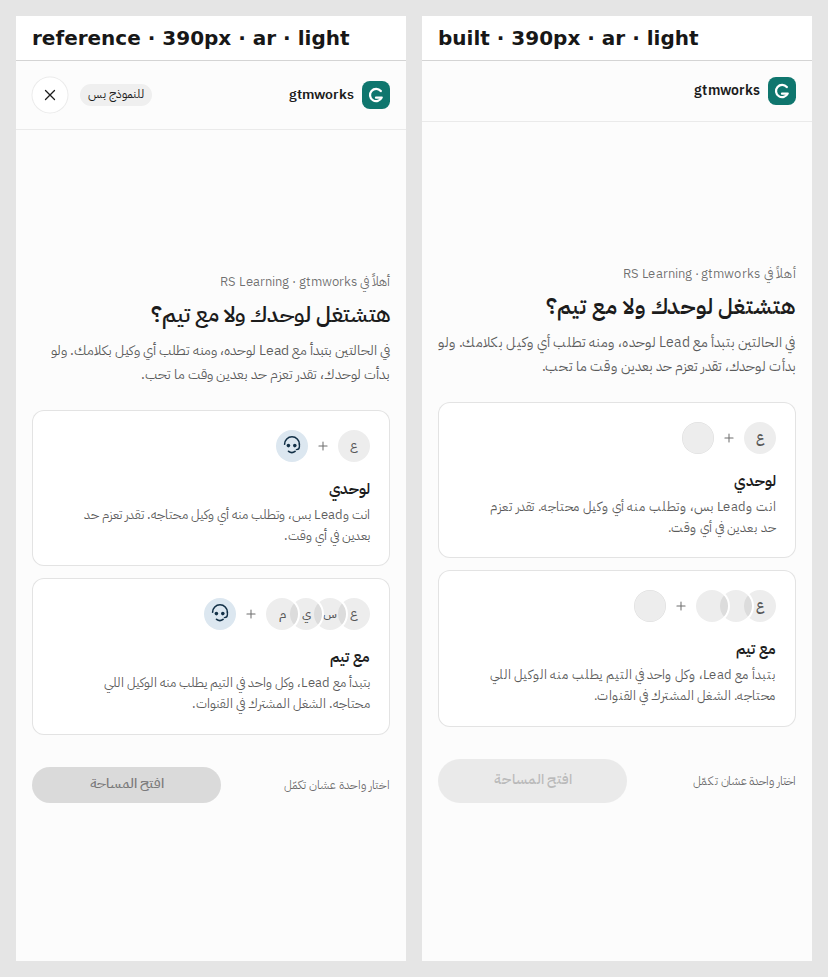 reference · 390px · ar · light
gtmworks
للنموذج بس
أهلاً في RS Learning · gtmworks
هتشتغل لوحدك ولا مع تيم؟
في الحالتين بتبدأ مع Lead لوحده، ومنه تطلب أي وكيل بكلامك. ولو
بدأت لوحدك، تقدر تعزم حد بعدين وقت ما تحب.
ع +
لوحدي
انت وLead بس، وتطلب منه أي وكيل محتاجه. تقدر تعزم حد
بعدين في أي وقت.
ع س ي م +
مع تيم
بتبدأ مع Lead، وكل واحد في التيم يطلب منه الوكيل اللي
محتاجه. الشغل المشترك في القنوات.
اختار واحدة عشان تكمّل
افتح المساحة
built · 390px · ar · light
gtmworks
أهلاً في RS Learning · gtmworks
هتشتغل لوحدك ولا مع تيم؟
في الحالتين بتبدأ مع Lead لوحده، ومنه تطلب أي وكيل بكلامك. ولو
بدأت لوحدك، تقدر تعزم حد بعدين وقت ما تحب.
ع +
لوحدي
انت وLead بس، وتطلب منه أي وكيل محتاجه. تقدر تعزم
حد بعدين في أي وقت.
ع +
مع تيم
بتبدأ مع Lead، وكل واحد في التيم يطلب منه الوكيل اللي
محتاجه. الشغل المشترك في القنوات.
اختار واحدة عشان تكمّل
افتح المساحة